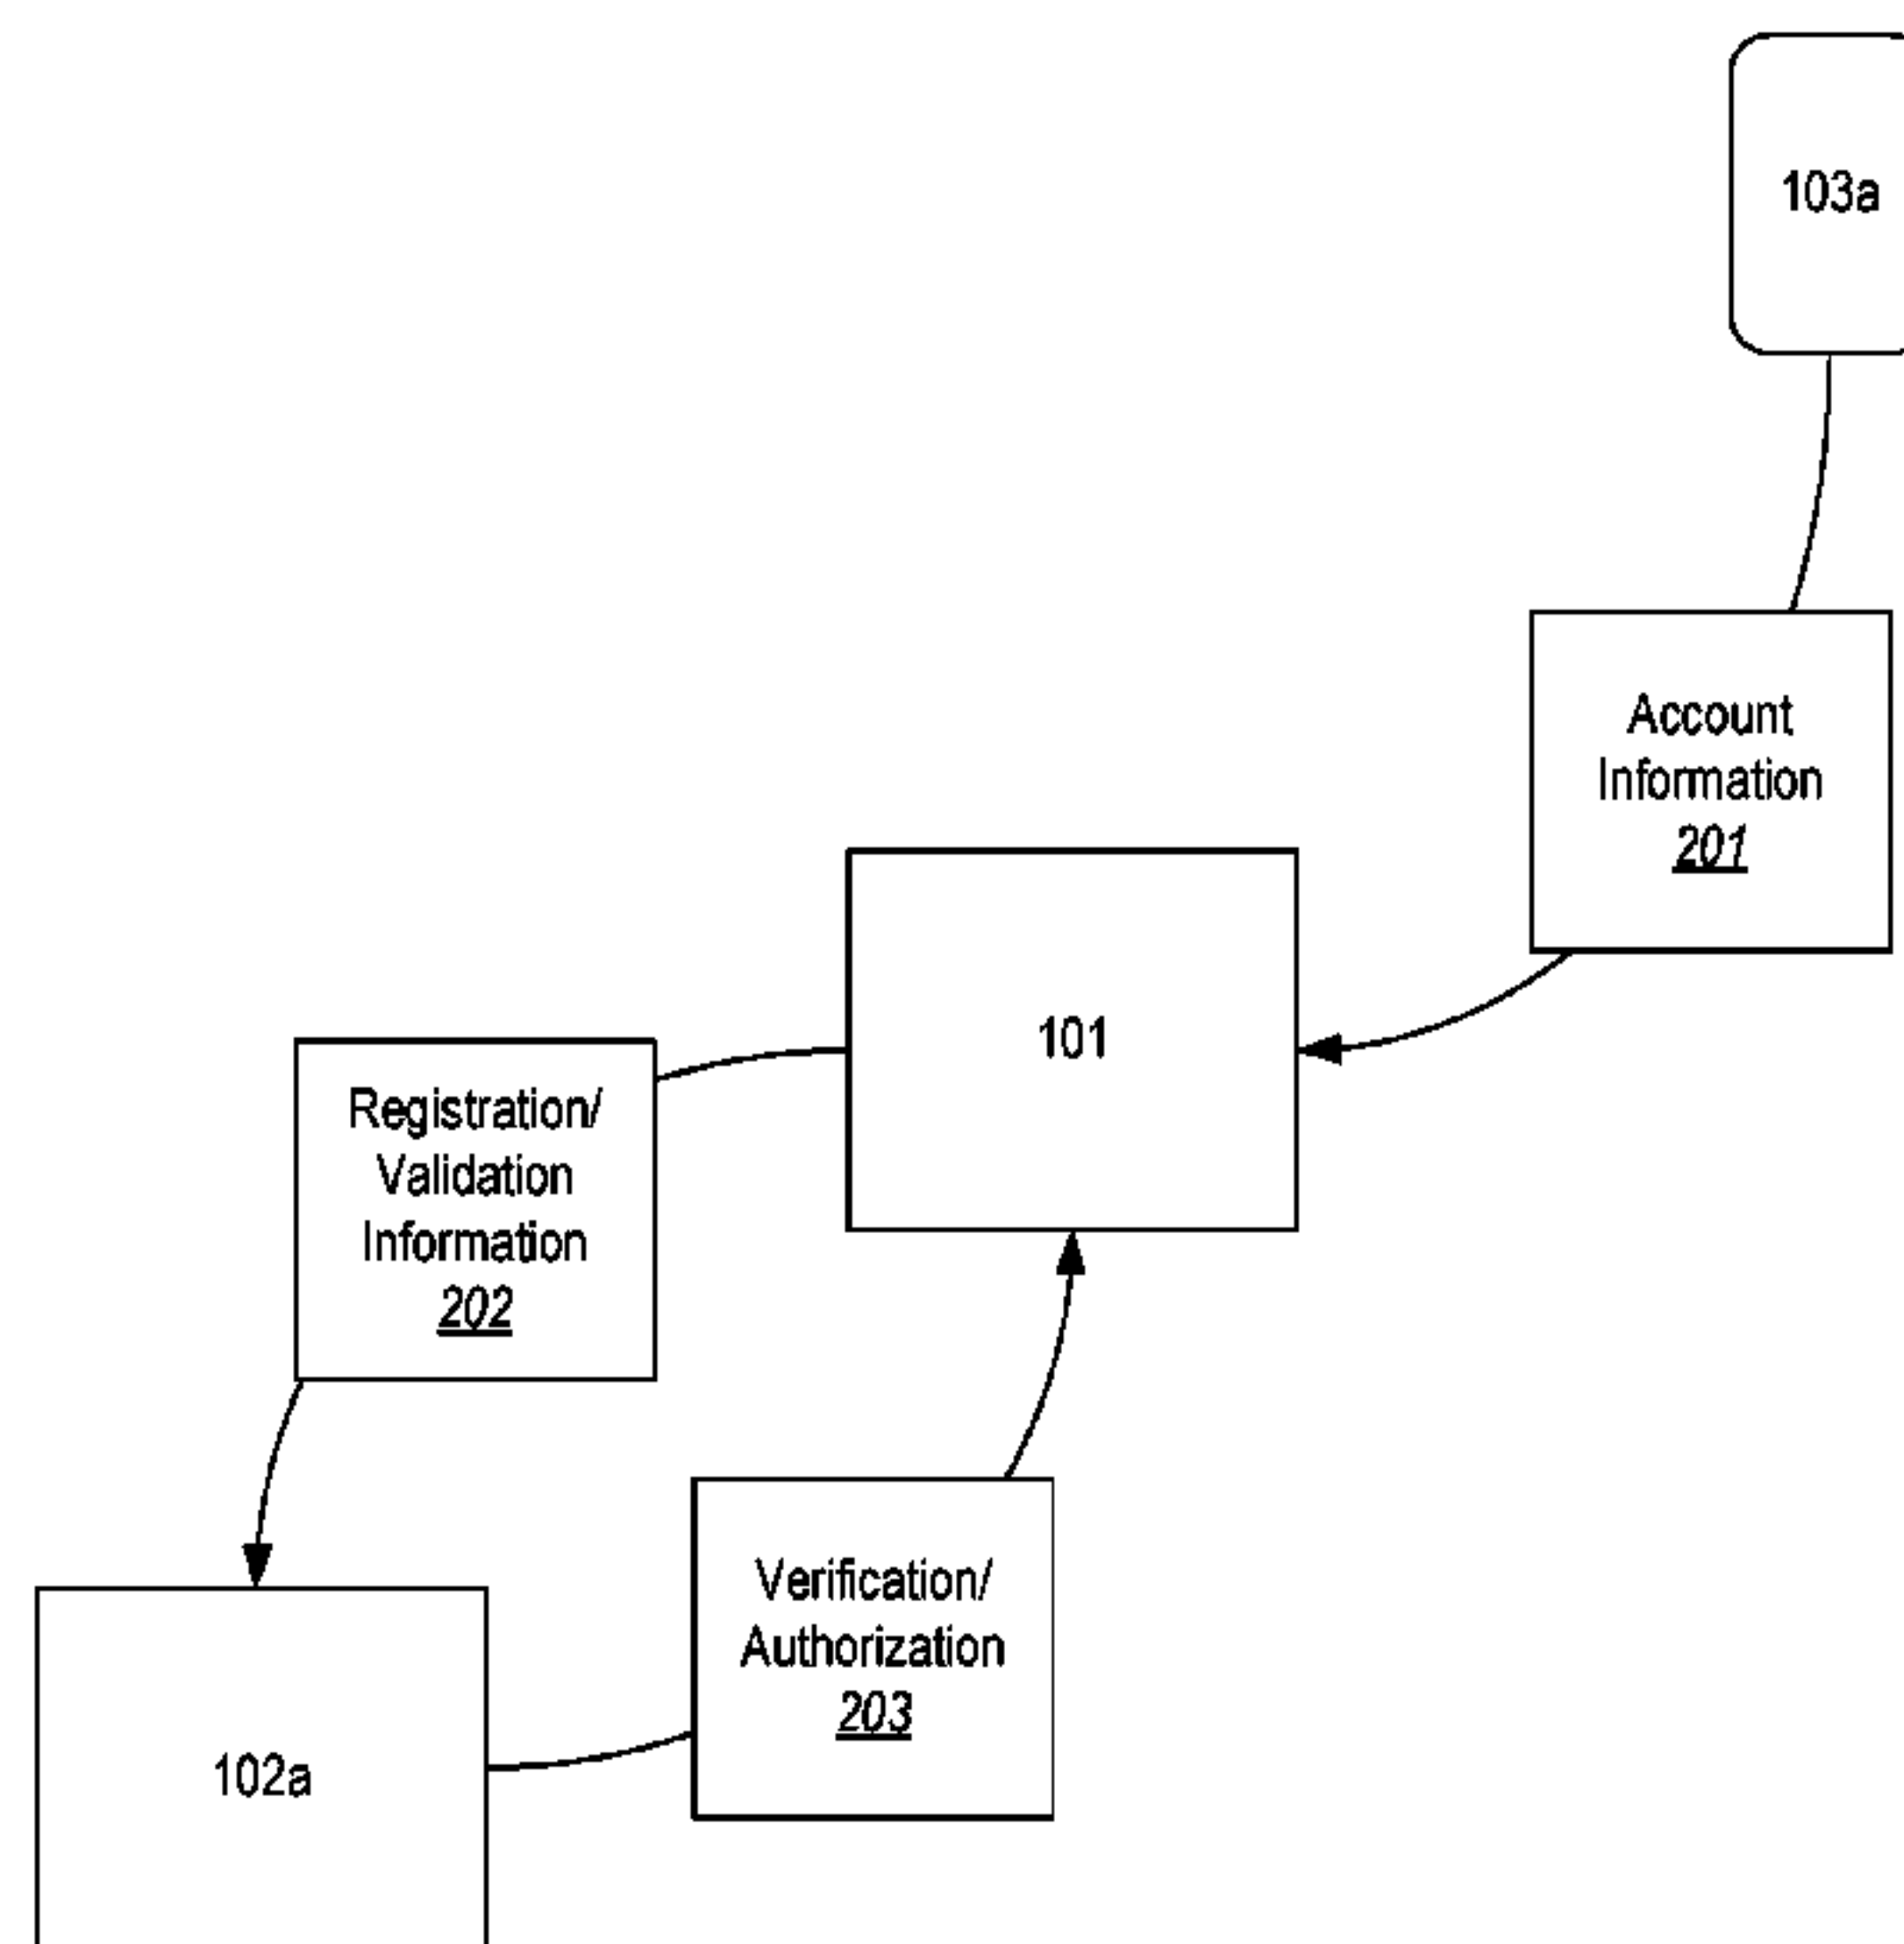 103a
Account
Information
201
101
Registration/
Validation
Information
202
Verification/
Authorization
203
102a